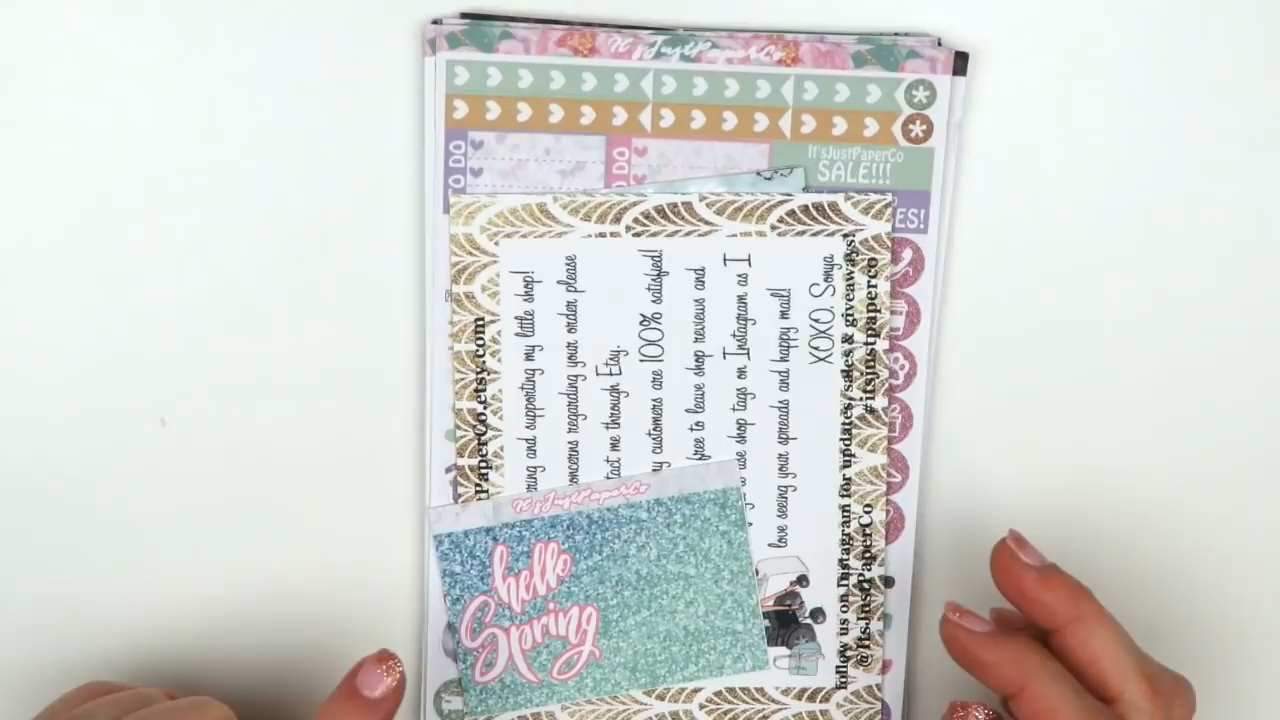 It'sJustPaperCo
TO DO
DO
It'sJustPaperCo
SALE!!!
ES!
PaperCo.etsy.com
ring and supporting my little shop!
oncerns regarding your order please
tact me through Etsy.
y customers are 100% satisfied!
free to leave shop reviews and
use shop tags on Instagram as I
love seeing your spreads and happy mail!
XOXO, Sonya
follow us on Instagram for updates, sales & giveaways!
@ItsJustPaperCo #itsjustpaperco
It'sJustPaperCo
hello
Spring